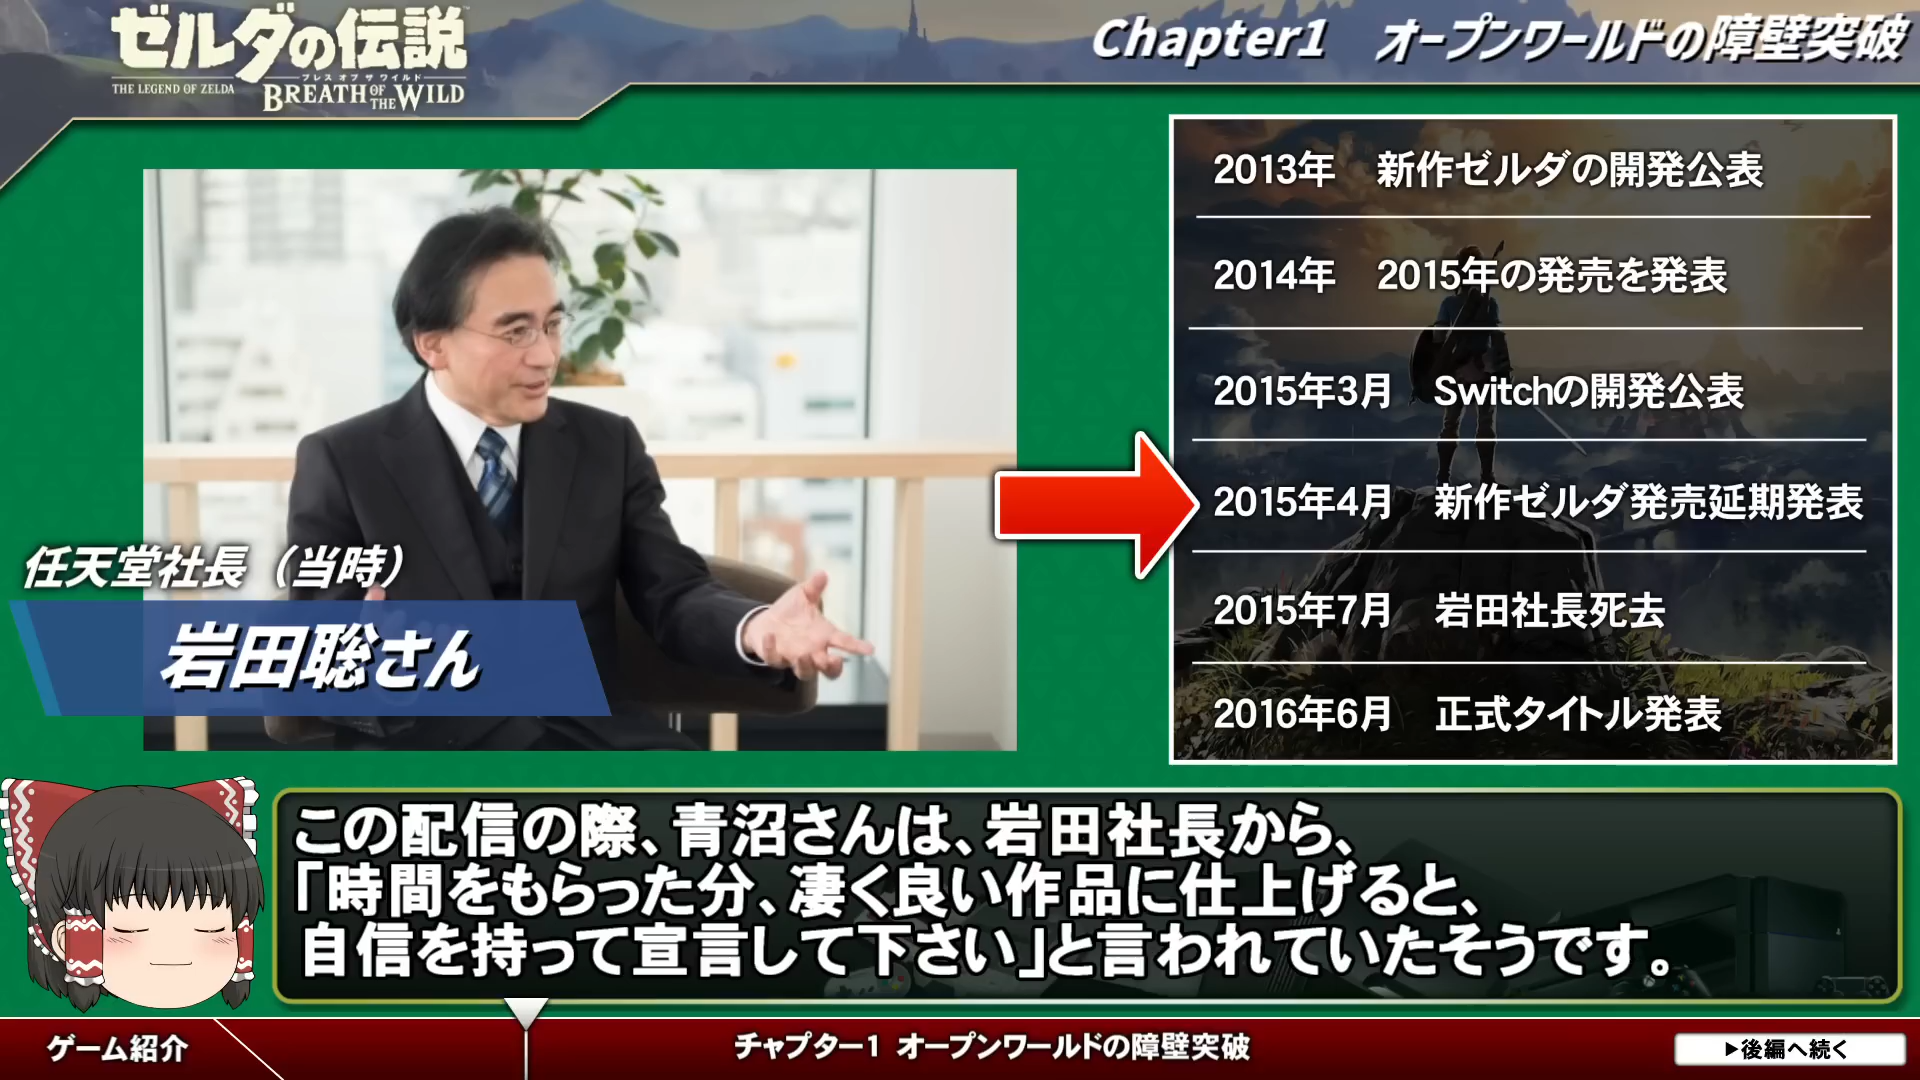 ゼルダの伝説
ブレス オブ ザ ワイルド
THE LEGEND OF ZELDA
BREATH OF THE WILD
Chapter1　オープンワールドの障壁突破
2013年　新作ゼルダの開発公表
2014年　2015年の発売を発表
2015年3月　Switchの開発公表
2015年4月　新作ゼルダ発売延期発表
2015年7月　岩田社長死去
2016年6月　正式タイトル発表
任天堂社長（当時）
岩田聡さん
この配信の際、青沼さんは、岩田社長から、
「時間をもらった分、凄く良い作品に仕上げると、
自信を持って宣言して下さい」と言われていたそうです。
ゲーム紹介
チャプター1 オープンワールドの障壁突破
▶後編へ続く